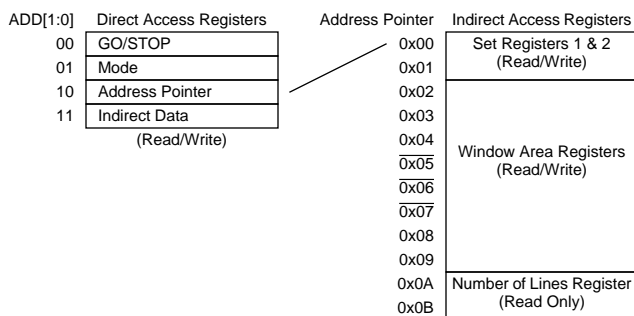 ADD[1:0] Direct Access Registers
00 GO/STOP
01 Mode
10 Address Pointer
11 Indirect Data
(Read/Write)
Address Pointer Indirect Access Registers
0x00 Set Registers 1 & 2
0x01 (Read/Write)
0x02
0x03
0x04
0x05
0x06
0x07
0x08
0x09
Window Area Registers
(Read/Write)
0x0A Number of Lines Register
0x0B (Read Only)